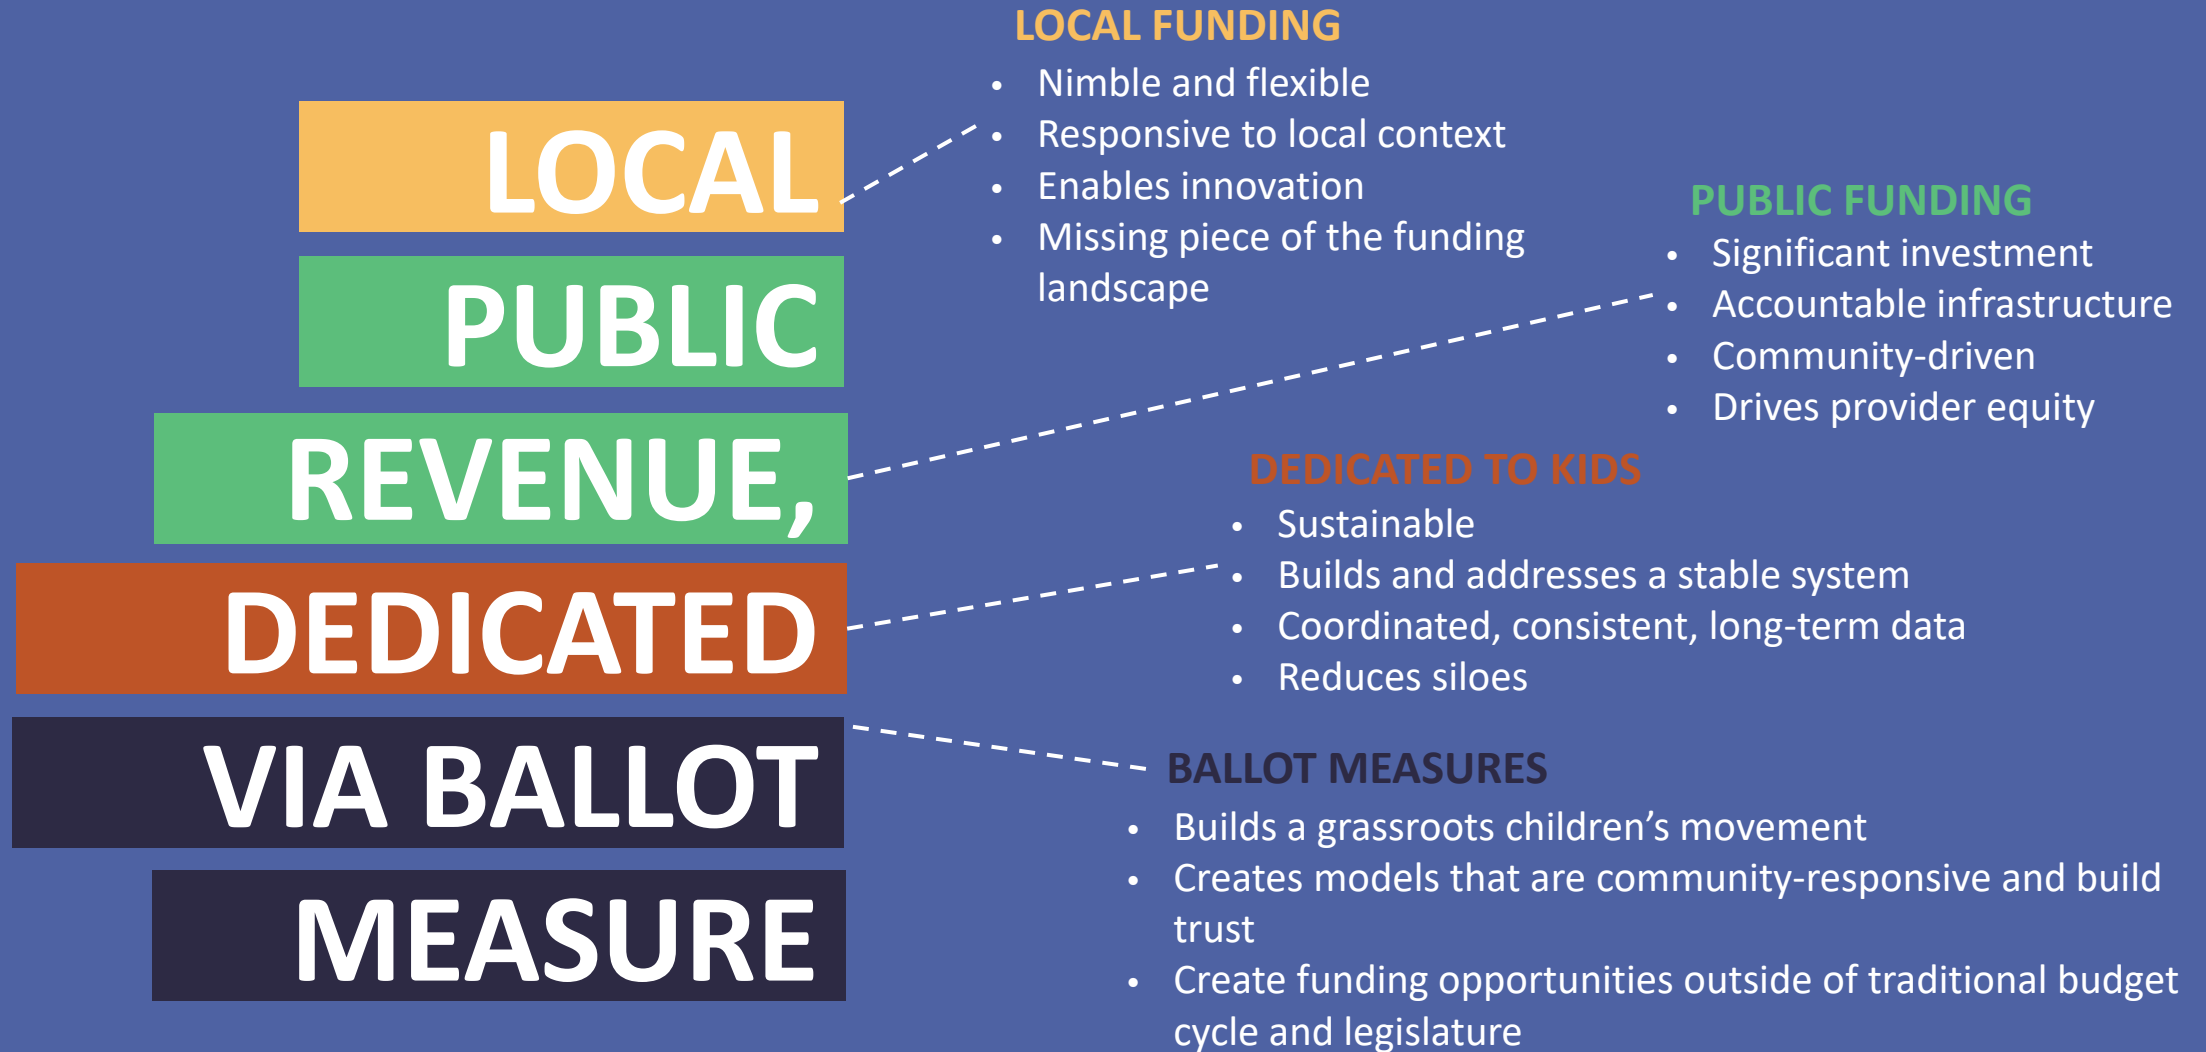 LOCAL
PUBLIC
REVENUE,
DEDICATED
VIA BALLOT
MEASURE
LOCAL FUNDING
• Nimble and flexible
• Responsive to local context
• Enables innovation
• Missing piece of the funding
landscape
PUBLIC FUNDING
• Significant investment
• Accountable infrastructure
• Community-driven
• Drives provider equity
DEDICATED TO KIDS
• Sustainable
• Builds and addresses a stable system
• Coordinated, consistent, long-term data
• Reduces siloes
BALLOT MEASURES
• Builds a grassroots children’s movement
• Creates models that are community-responsive and build
trust
• Create funding opportunities outside of traditional budget
cycle and legislature